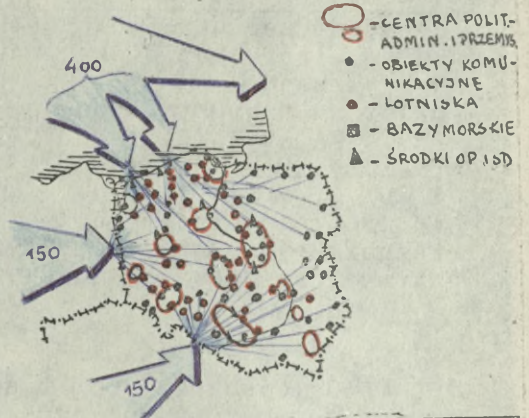 - CENTRA POLIT.-
ADMIN. I PRZEMYS.
- OBIEKTY KOMU-
NIKACYJNE
- LOTNISKA
- BAZY MORSKIE
- ŚRODKI OP. I SD
400
150
150